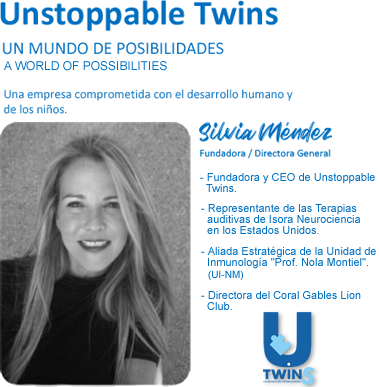 Unstoppable Twins
UN MUNDO DE POSIBILIDADES
A WORLD OF POSSIBILITIES
Una empresa comprometida con el desarrollo humano y
de los niños.
Silvia Méndez
Fundadora / Directora General
- Fundadora y CEO de Unstoppable
Twins.
- Representante de las Terapias
auditivas de Isora Neurociencia
en los Estados Unidos.
- Aliada Estratégica de la Unidad de
Inmunología "Prof. Nola Montiel".
(UI-NM)
- Directora del Coral Gables Lion
Club.
U
TWINS